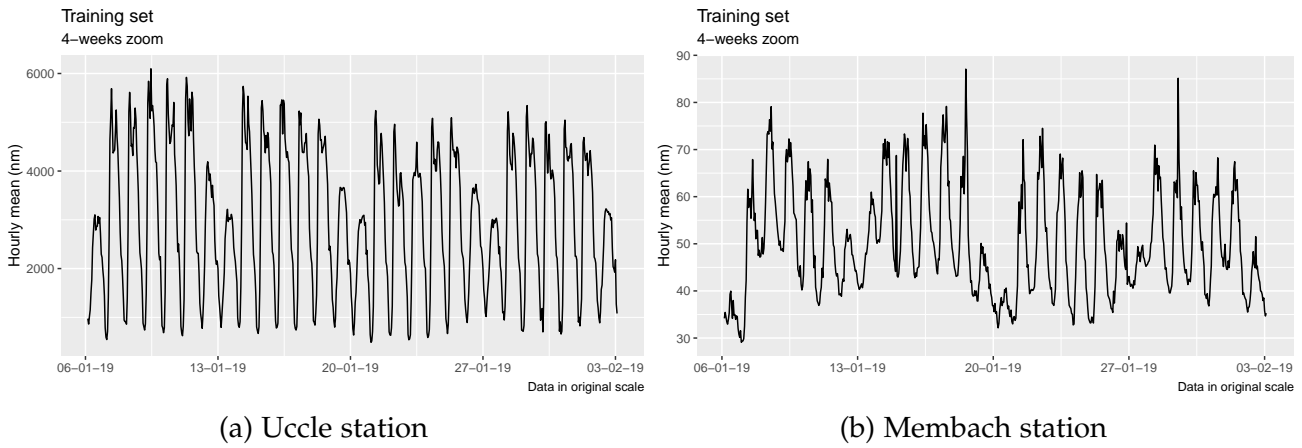 Training set
4−weeks zoom
Hourly mean (nm)
6000
4000
2000
06−01−19 13−01−19 20−01−19 27−01−19 03−02−19
Data in original scale
(a) Uccle station
Training set
4−weeks zoom
Hourly mean (nm)
90
80
70
60
50
40
30
06−01−19 13−01−19 20−01−19 27−01−19 03−02−19
Data in original scale
(b) Membach station